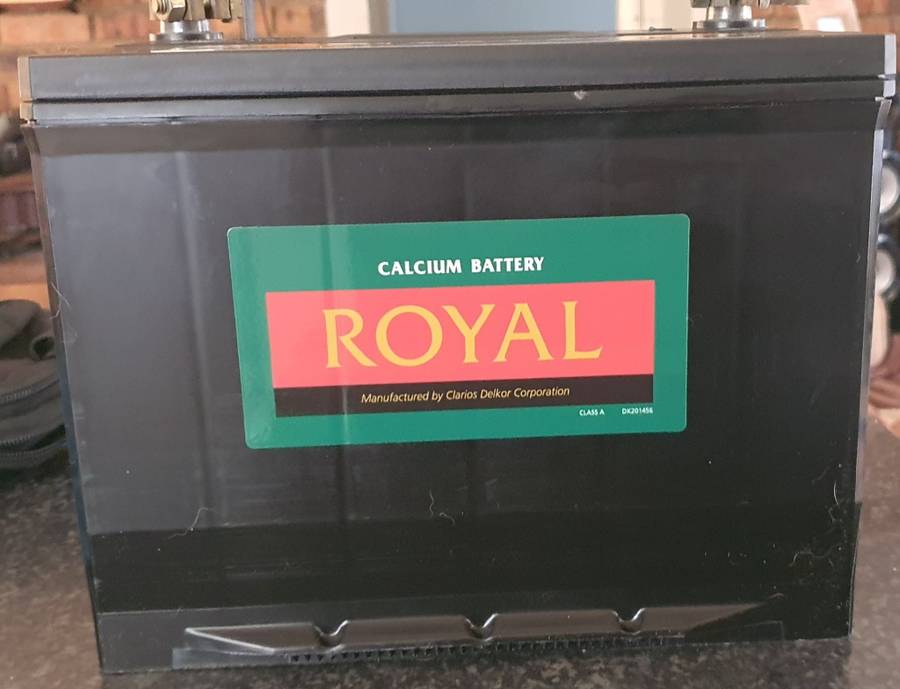 CALCIUM BATTERY
ROYAL
Manufactured by Clarios Delkor Corporation
CLASS A DK201456